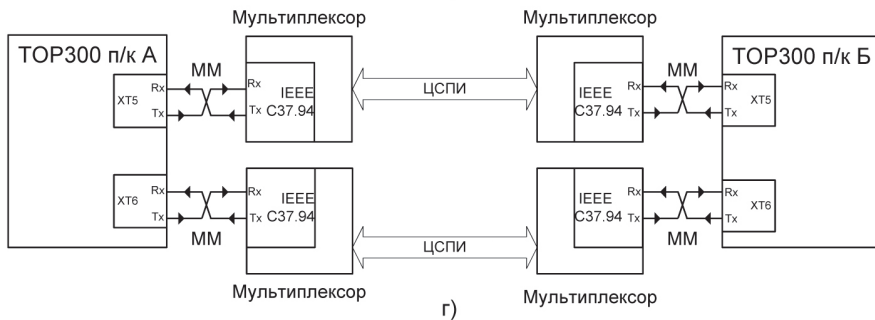 Мультиплексор
Мультиплексор
ТОР300 п/к А
ММ
ММ
ТОР300 п/к Б
XT5
Rx
Tx
Rx
Tx
IEEE
C37.94
ЦСПИ
IEEE
C37.94
Rx
Tx
Rx
Tx
XT5
XT6
Rx
Tx
Rx
Tx
IEEE
C37.94
IEEE
C37.94
Rx
Tx
Rx
Tx
XT6
ММ
ЦСПИ
ММ
Мультиплексор
Мультиплексор
г)